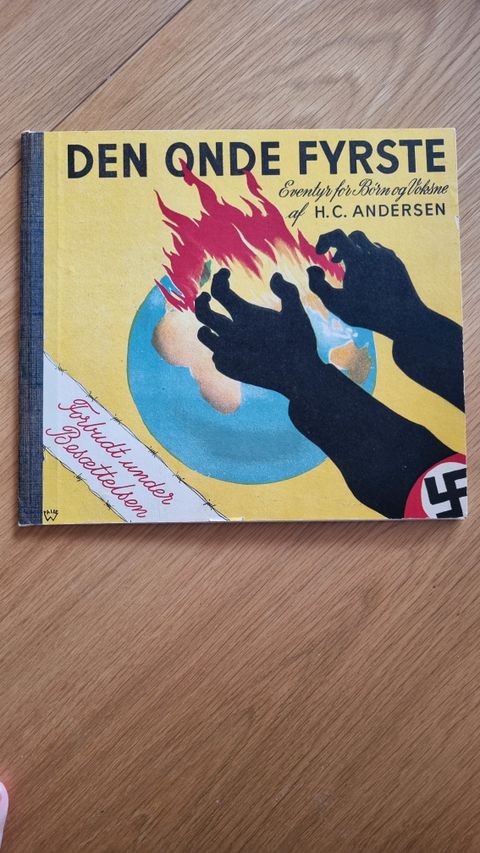 DEN ONDE FYRSTE
Eventyr for Børn og Voksne
af H.C. ANDERSEN
Forbudt under
Besættelsen